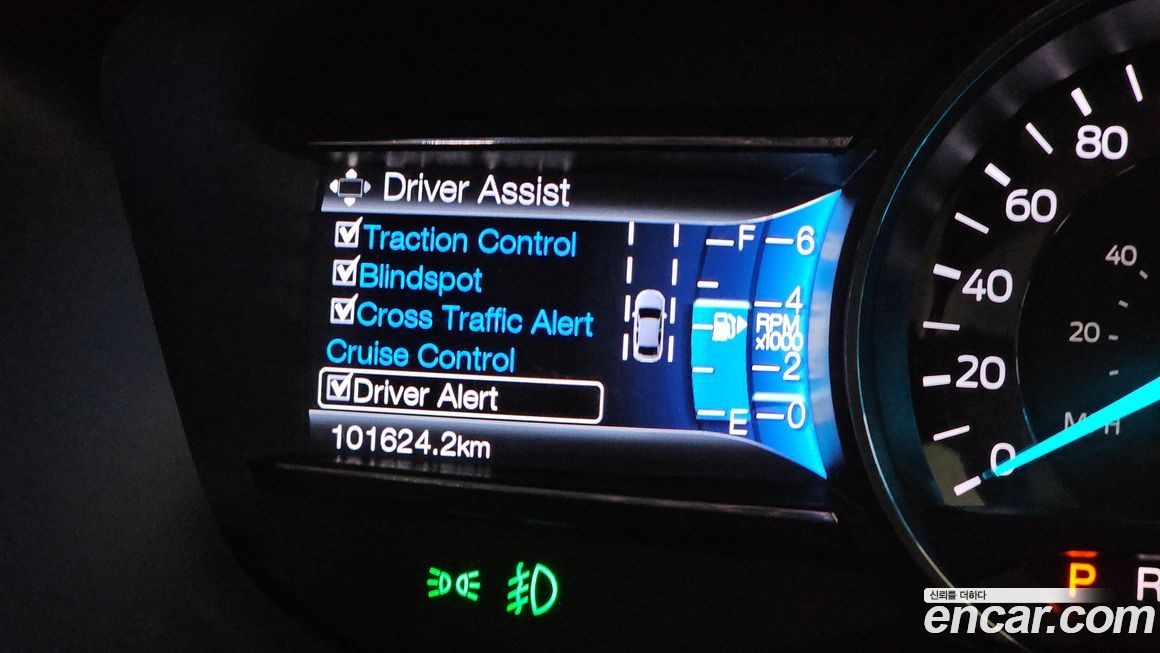 Driver Assist
Traction Control
Blindspot
Cross Traffic Alert
Cruise Control
Driver Alert
101624.2km
F
E
6
4
RPM
x1000
2
0
80
60
40
20
0
40
20
MPH
P
R
신뢰를 더하다
encar.com